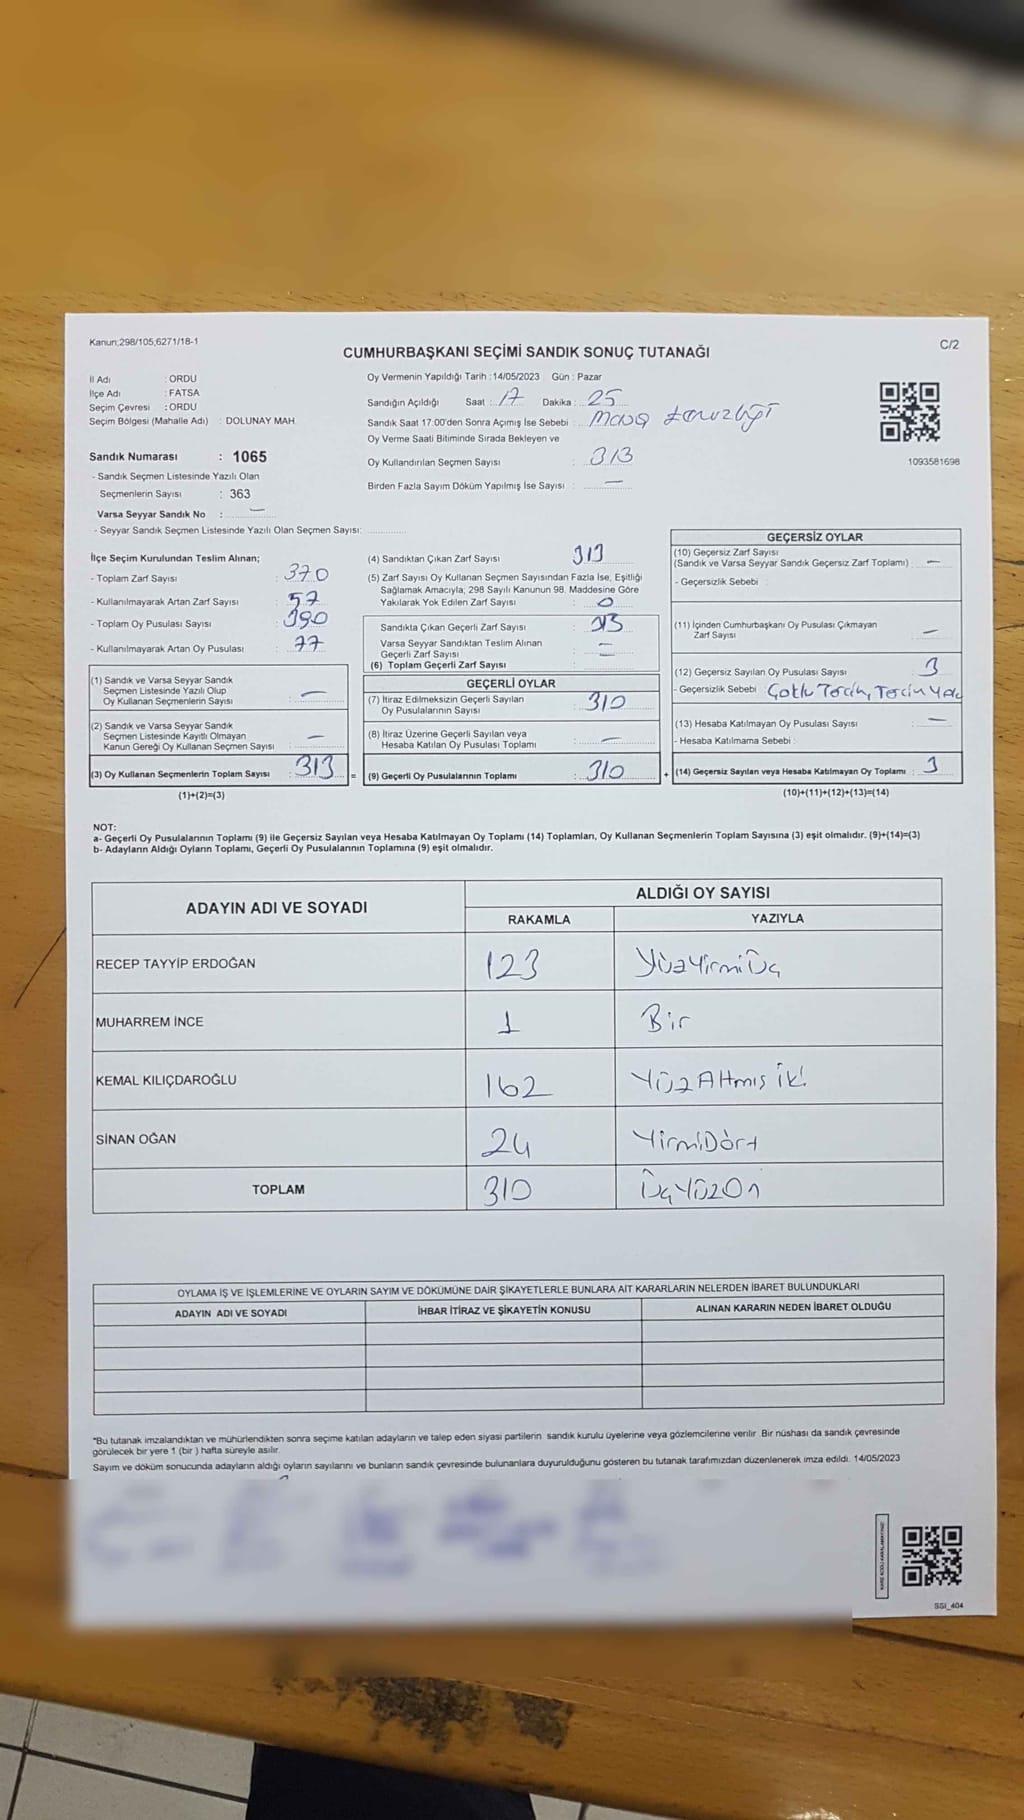 Kanun;298/105,6271/18-1
C/2
CUMHURBAŞKANI SEÇİMİ SANDIK SONUÇ TUTANAĞI
İl Adı : ORDU
İlçe Adı : FATSA
Seçim Çevresi : ORDU
Seçim Bölgesi (Mahalle Adı) : DOLUNAY MAH.
Sandık Numarası : 1065
- Sandık Seçmen Listesinde Yazılı Olan
Seçmenlerin Sayısı : 363
Varsa Seyyar Sandık No : —
- Seyyar Sandık Seçmen Listesinde Yazılı Olan Seçmen Sayısı:
Oy Vermenin Yapıldığı Tarih :14/05/2023 Gün : Pazar
Sandığın Açıldığı Saat : 17 Dakika : 25
Sandık Saat 17.00'den Sonra Açımış İse Sebebi :
Oy Verme Saati Bitiminde Sırada Bekleyen ve
Oy Kullandırılan Seçmen Sayısı : 313
Birden Fazla Sayım Döküm Yapılmış İse Sayısı : —
1093581698
İlçe Seçim Kurulundan Teslim Alınan;
- Toplam Zarf Sayısı : 370
- Kullanılmayarak Artan Zarf Sayısı : 57
- Toplam Oy Pusulası Sayısı : 390
- Kullanılmayarak Artan Oy Pusulası : 77
(1) Sandık ve Varsa Seyyar Sandık
Seçmen Listesinde Yazılı Olup
Oy Kullanan Seçmenlerin Sayısı : —
(2) Sandık ve Varsa Seyyar Sandık
Seçmen Listesinde Kayıtlı Olmayan
Kanun Gereği Oy Kullanan Seçmen Sayısı : —
(3) Oy Kullanan Seçmenlerin Toplam Sayısı : 313 =
(1)+(2)=(3)
(4) Sandıktan Çıkan Zarf Sayısı 313
(5) Zarf Sayısı Oy Kullanan Seçmen Sayısından Fazla İse, Eşitliği
Sağlamak Amacıyla; 298 Sayılı Kanunun 98. Maddesine Göre
Yakılarak Yok Edilen Zarf Sayısı : 0
Sandıkta Çıkan Geçerli Zarf Sayısı : 313
Varsa Seyyar Sandıktan Teslim Alınan
Geçerli Zarf Sayısı : —
(6) Toplam Geçerli Zarf Sayısı : —
GEÇERLİ OYLAR
(7) İtiraz Edilmeksizin Geçerli Sayılan
Oy Pusulalarının Sayısı : 310
(8) İtiraz Üzerine Geçerli Sayılan veya
Hesaba Katılan Oy Pusulası Toplamı : —
(9) Geçerli Oy Pusulalarının Toplamı : 310 +
GEÇERSİZ OYLAR
(10) Geçersiz Zarf Sayısı
(Sandık ve Varsa Seyyar Sandık Geçersiz Zarf Toplamı) : —
- Geçersizlik Sebebi :
(11) İçinden Cumhurbaşkanı Oy Pusulası Çıkmayan
Zarf Sayısı : —
(12) Geçersiz Sayılan Oy Pusulası Sayısı : 3
- Geçersizlik Sebebi : Çoklu Tercih, Tercih Yok
(13) Hesaba Katılmayan Oy Pusulası Sayısı : —
- Hesaba Katılmama Sebebi :
(14) Geçersiz Sayılan veya Hesaba Katılmayan Oy Toplamı : 3
(10)+(11)+(12)+(13)=(14)
NOT:
a- Geçerli Oy Pusulalarının Toplamı (9) ile Geçersiz Sayılan veya Hesaba Katılmayan Oy Toplamı (14) Toplamları, Oy Kullanan Seçmenlerin Toplam Sayısına (3) eşit olmalıdır. (9)+(14)=(3)
b- Adayların Aldığı Oyların Toplamı, Geçerli Oy Pusulalarının Toplamına (9) eşit olmalıdır.
ADAYIN ADI VE SOYADI ALDIĞI OY SAYISI
RAKAMLA YAZIYLA
RECEP TAYYİP ERDOĞAN 123 YüzYirmiÜç
MUHARREM İNCE 1 Bir
KEMAL KILIÇDAROĞLU 162 YüzAltmış İki
SİNAN OĞAN 24 YirmiDört
TOPLAM 310 ÜçYüzOn
OYLAMA İŞ VE İŞLEMLERİNE VE OYLARIN SAYIM VE DÖKÜMÜNE DAİR ŞİKAYETLERLE BUNLARA AİT KARARLARIN NELERDEN İBARET BULUNDUKLARI
ADAYIN ADI VE SOYADI İHBAR İTİRAZ VE ŞİKAYETİN KONUSU ALINAN KARARIN NEDEN İBARET OLDUĞU
*Bu tutanak imzalandıktan ve mühürlendikten sonra seçime katılan adayların ve talep eden siyasi partilerin sandık kurulu üyelerine veya gözlemcilerine verilir. Bir nüshası da sandık çevresinde
görülecek bir yere 1 (bir ) hafta süreyle asılır.
Sayım ve döküm sonucunda adayların aldığı oyların sayılarını ve bunların sandık çevresinde bulunanlara duyurulduğunu gösteren bu tutanak tarafımızdan düzenlenerek imza edildi. 14/05/2023
SSI_404